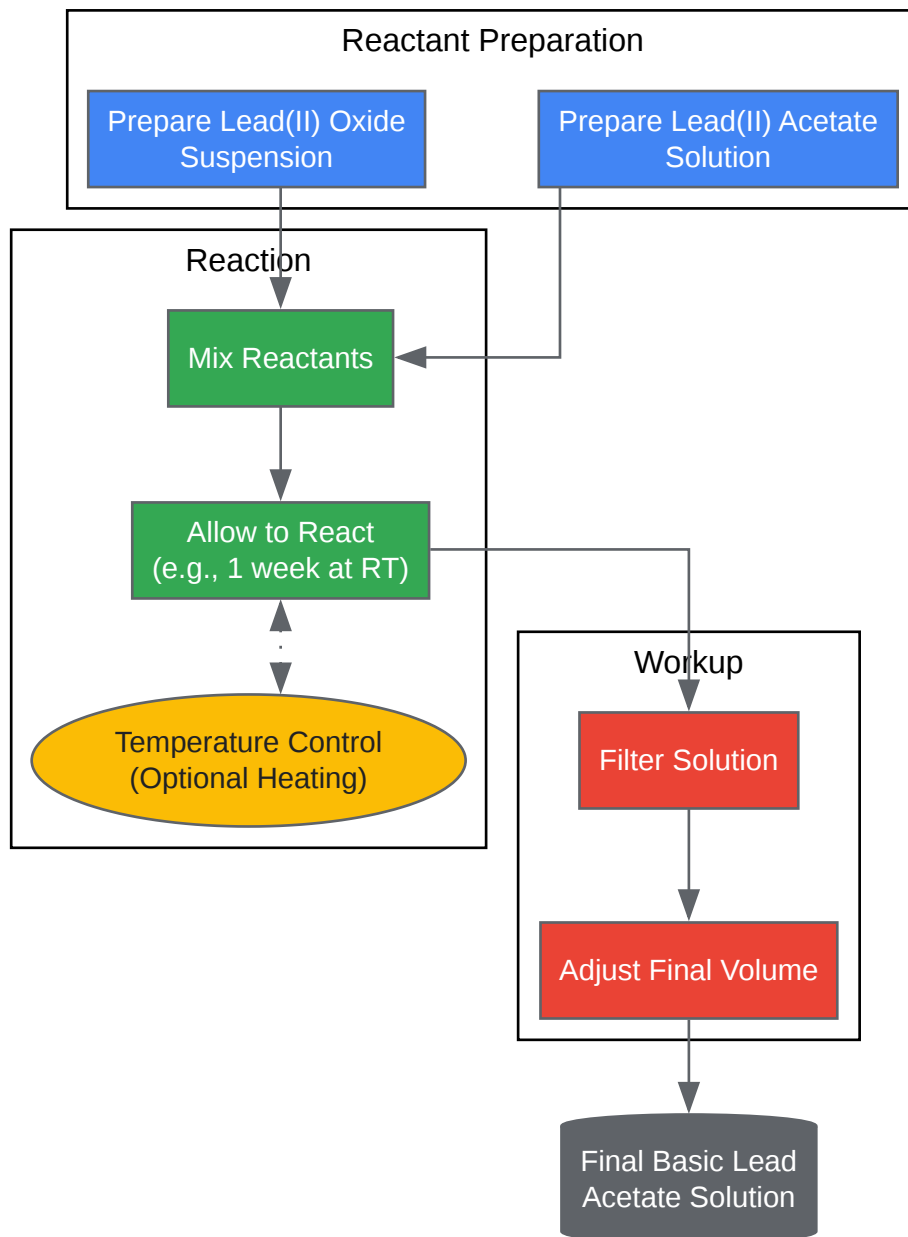 Reactant Preparation
Prepare Lead(II) Oxide
Suspension
Prepare Lead(II) Acetate
Solution
Reaction
Mix Reactants
Allow to React
(e.g., 1 week at RT)
Temperature Control
(Optional Heating)
Workup
Filter Solution
Adjust Final Volume
Final Basic Lead
Acetate Solution